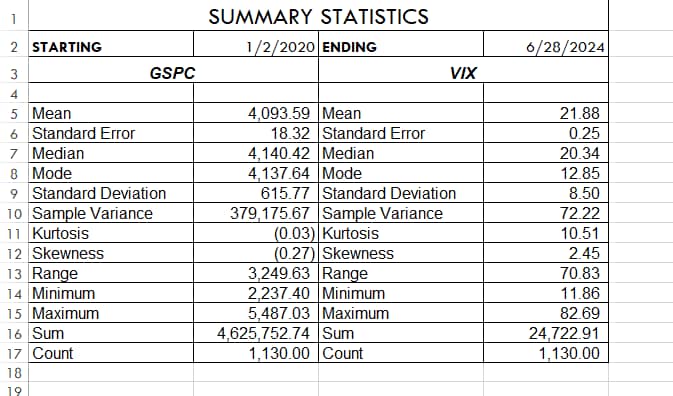 1 SUMMARY STATISTICS
2 STARTING 1/2/2020 ENDING 6/28/2024
3 GSPC VIX
4
5 Mean 4,093.59 Mean 21.88
6 Standard Error 18.32 Standard Error 0.25
7 Median 4,140.42 Median 20.34
8 Mode 4,137.64 Mode 12.85
9 Standard Deviation 615.77 Standard Deviation 8.50
10 Sample Variance 379,175.67 Sample Variance 72.22
11 Kurtosis (0.03) Kurtosis 10.51
12 Skewness (0.27) Skewness 2.45
13 Range 3,249.63 Range 70.83
14 Minimum 2,237.40 Minimum 11.86
15 Maximum 5,487.03 Maximum 82.69
16 Sum 4,625,752.74 Sum 24,722.91
17 Count 1,130.00 Count 1,130.00
18
19